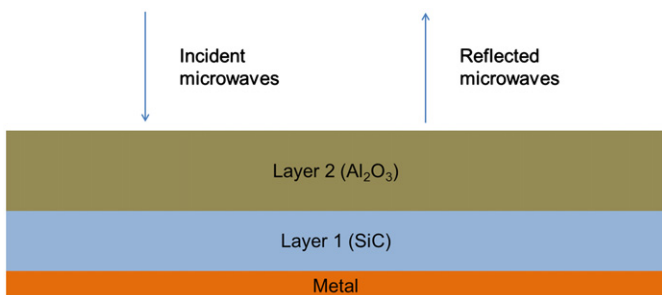 Incident
microwaves
Reflected
microwaves
Layer 2 (Al₂O₃)
Layer 1 (SiC)
Metal